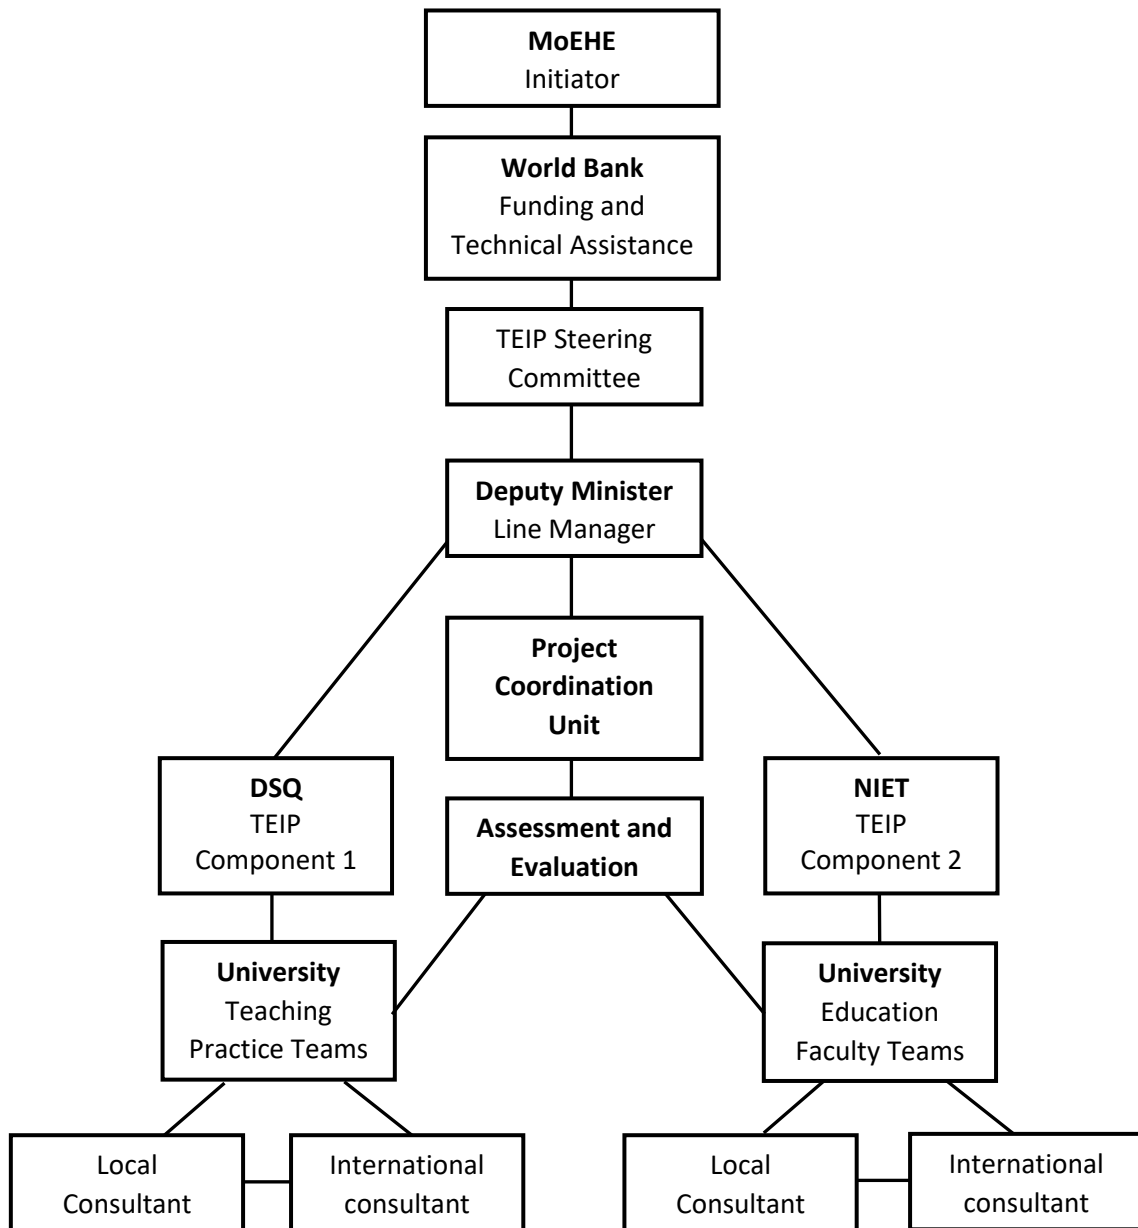 MoEHE
Initiator
World Bank
Funding and
Technical Assistance
TEIP Steering
Committee
Deputy Minister
Line Manager
Project
Coordination
Unit
DSQ
TEIP
Component 1
Assessment and
Evaluation
NIET
TEIP
Component 2
University
Teaching
Practice Teams
University
Education
Faculty Teams
Local
Consultant
International
consultant
Local
Consultant
International
consultant